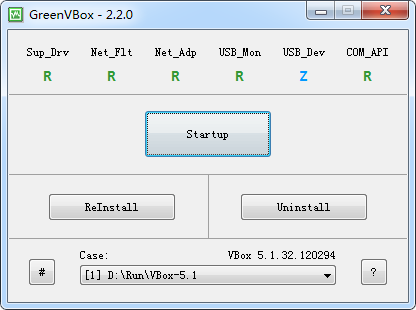 GreenVBox - 2.2.0
Sup_Drv Net_Flt Net_Adp USB_Mon USB_Dev COM_API
R R R R Z R
Startup
ReInstall Uninstall
Case: VBox 5.1.32.120294
# [1] D:\Run\VBox-5.1 ?